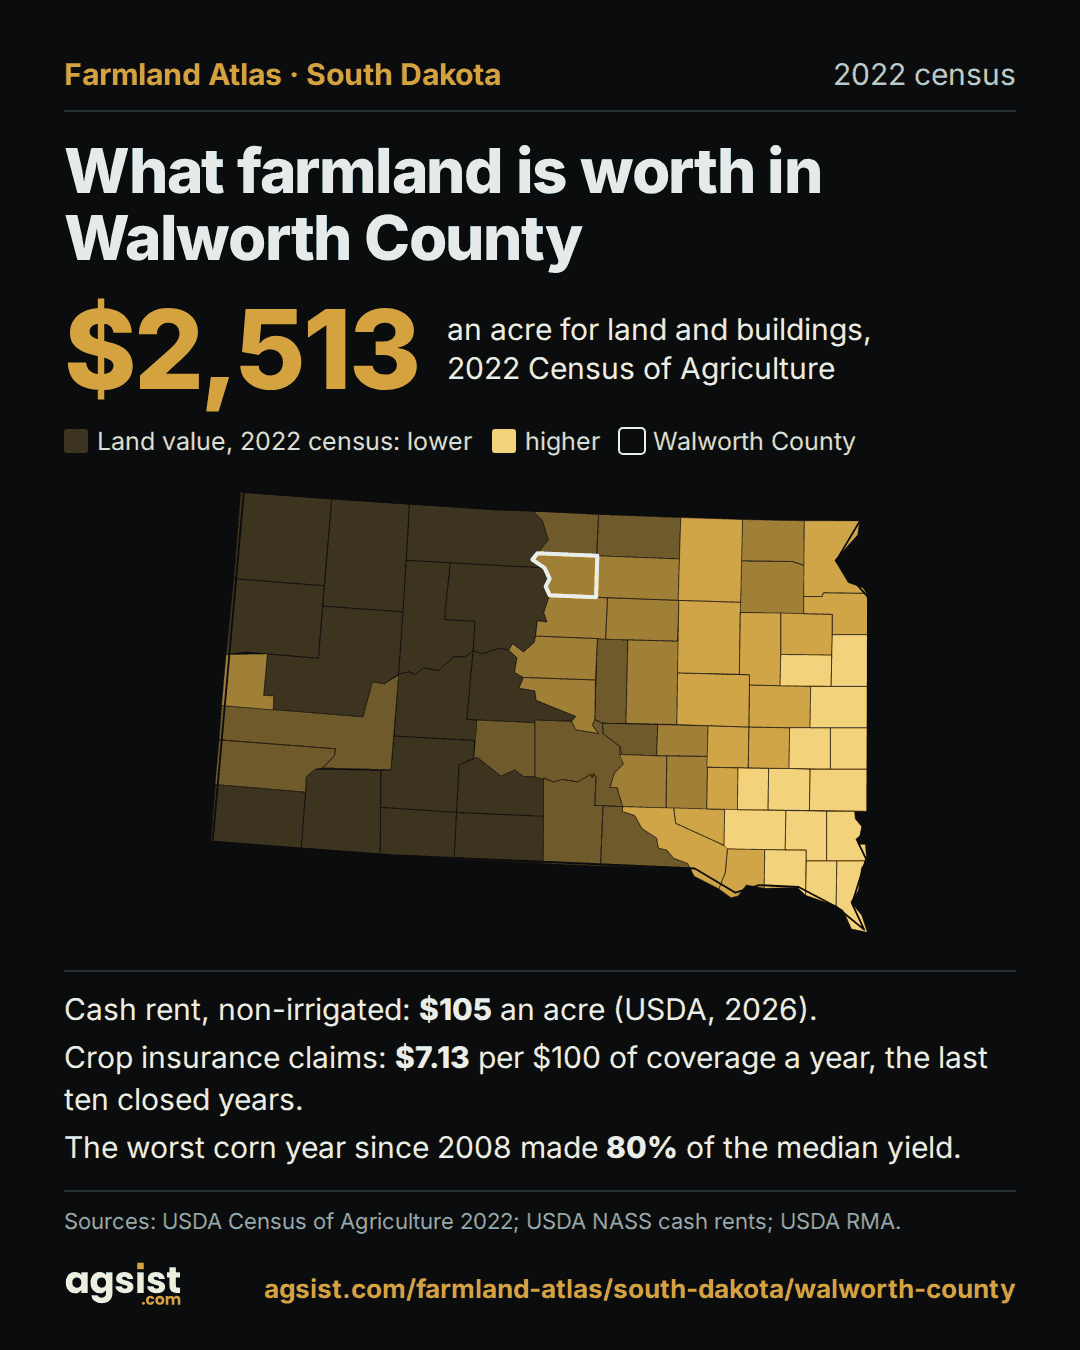 Farmland Atlas · South Dakota
2022 census
What farmland is worth in
Walworth County
$2,513
an acre for land and buildings,
2022 Census of Agriculture
Land value, 2022 census: lower
higher
Walworth County
Cash rent, non-irrigated: $105 an acre (USDA, 2026).
Crop insurance claims: $7.13 per $100 of coverage a year, the last
ten closed years.
The worst corn year since 2008 made 80% of the median yield.
Sources: USDA Census of Agriculture 2022; USDA NASS cash rents; USDA RMA.
agsist
.com
agsist.com/farmland-atlas/south-dakota/walworth-county